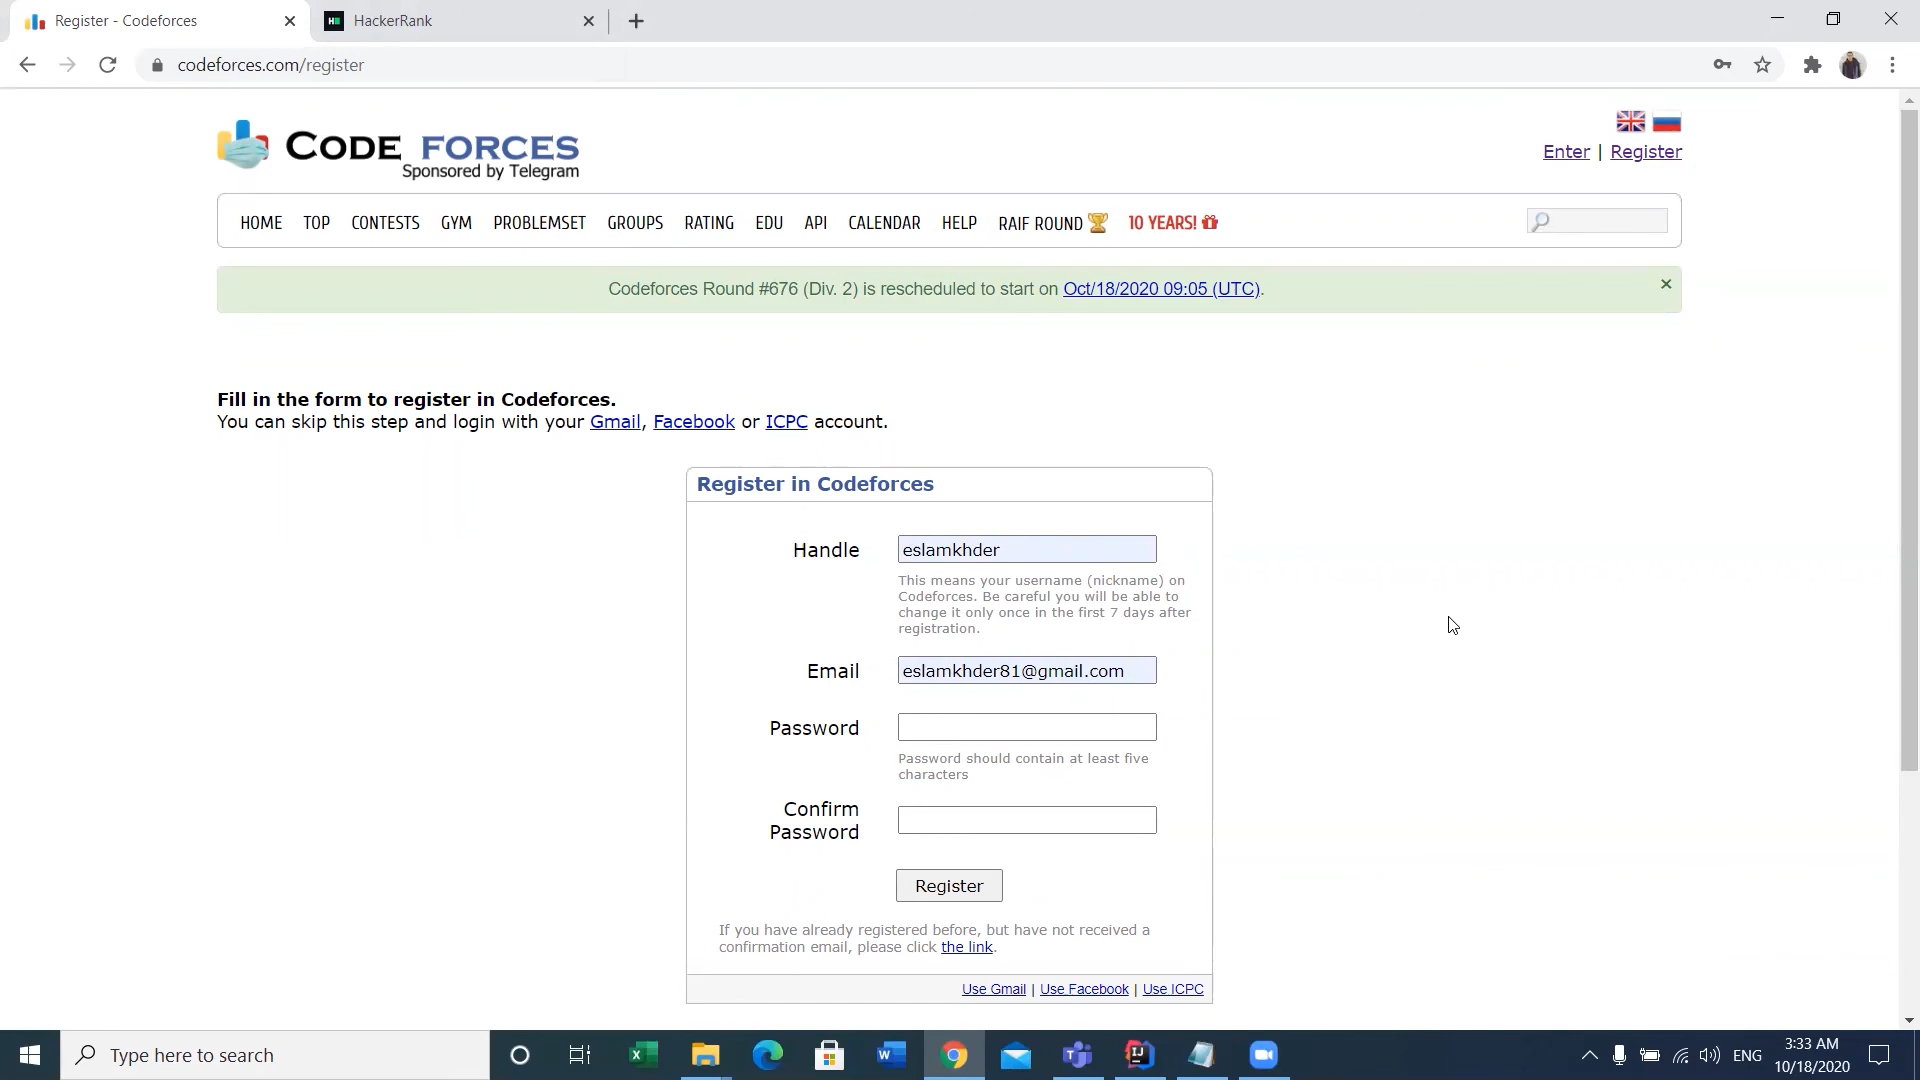 Register - Codeforces
HackerRank
codeforces.com/register
CODE FORCES
Sponsored by Telegram
Enter | Register
HOME TOP CONTESTS GYM PROBLEMSET GROUPS RATING EDU API CALENDAR HELP RAIF ROUND 10 YEARS!
Codeforces Round #676 (Div. 2) is rescheduled to start on Oct/18/2020 09:05 (UTC).
Fill in the form to register in Codeforces.
You can skip this step and login with your Gmail, Facebook or ICPC account.
Register in Codeforces
Handle eslamkhder
This means your username (nickname) on
Codeforces. Be careful you will be able to
change it only once in the first 7 days after
registration.
Email eslamkhder81@gmail.com
Password
Password should contain at least five
characters
Confirm
Password
Register
If you have already registered before, but have not received a
confirmation email, please click the link.
Use Gmail | Use Facebook | Use ICPC
Type here to search
ENG
3:33 AM
10/18/2020